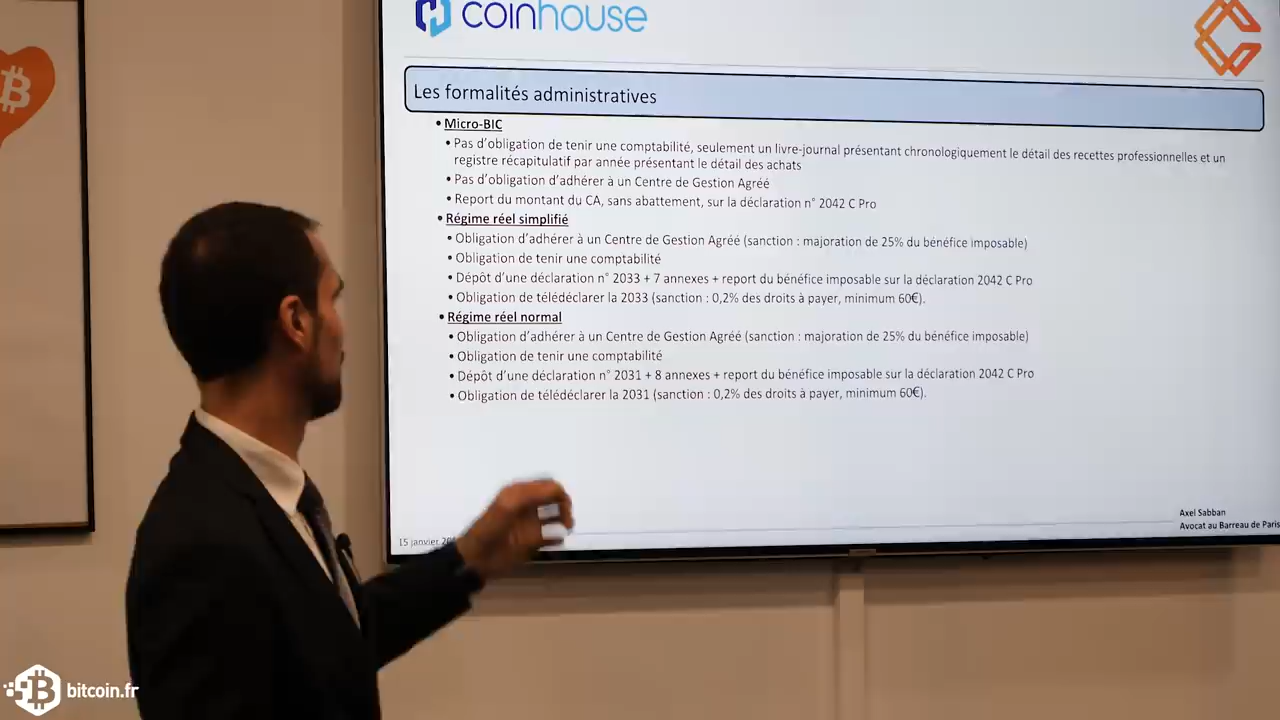 coinhouse
Les formalités administratives
• Micro-BIC
• Pas d'obligation de tenir une comptabilité, seulement un livre-journal présentant chronologiquement le détail des recettes professionnelles et un
registre récapitulatif par année présentant le détail des achats
• Pas d'obligation d'adhérer à un Centre de Gestion Agréé
• Report du montant du CA, sans abattement, sur la déclaration n° 2042 C Pro
• Régime réel simplifié
• Obligation d'adhérer à un Centre de Gestion Agréé (sanction : majoration de 25% du bénéfice imposable)
• Obligation de tenir une comptabilité
• Dépôt d'une déclaration n° 2033 + 7 annexes + report du bénéfice imposable sur la déclaration 2042 C Pro
• Obligation de télédéclarer la 2033 (sanction : 0,2% des droits à payer, minimum 60€).
• Régime réel normal
• Obligation d'adhérer à un Centre de Gestion Agréé (sanction : majoration de 25% du bénéfice imposable)
• Obligation de tenir une comptabilité
• Dépôt d'une déclaration n° 2031 + 8 annexes + report du bénéfice imposable sur la déclaration 2042 C Pro
• Obligation de télédéclarer la 2031 (sanction : 0,2% des droits à payer, minimum 60€).
Axel Sabban
Avocat au Barreau de Paris
15 janvier
bitcoin.fr